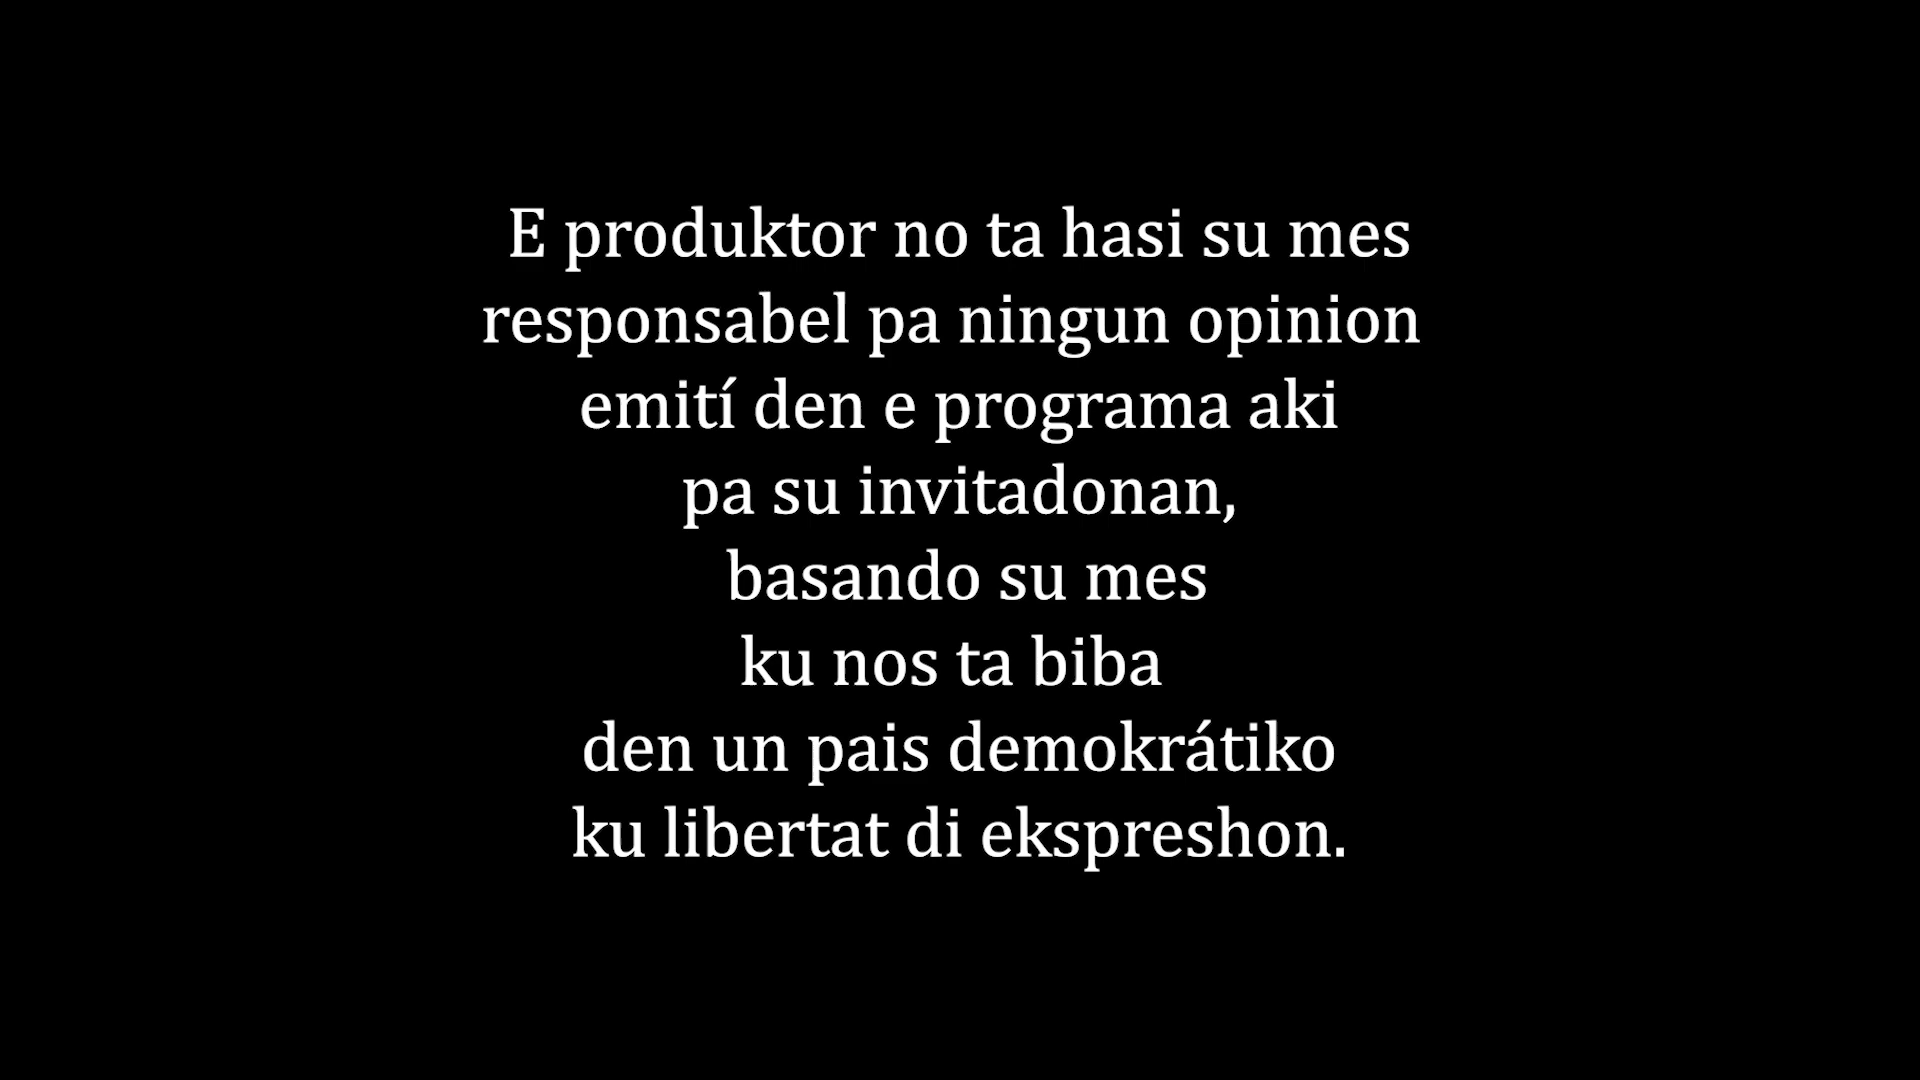 E produktor no ta hasi su mes
responsabel pa ningun opinion
emití den e programa aki
pa su invitadonan,
basando su mes
ku nos ta biba
den un pais demokrátiko
ku libertat di ekspreshon.